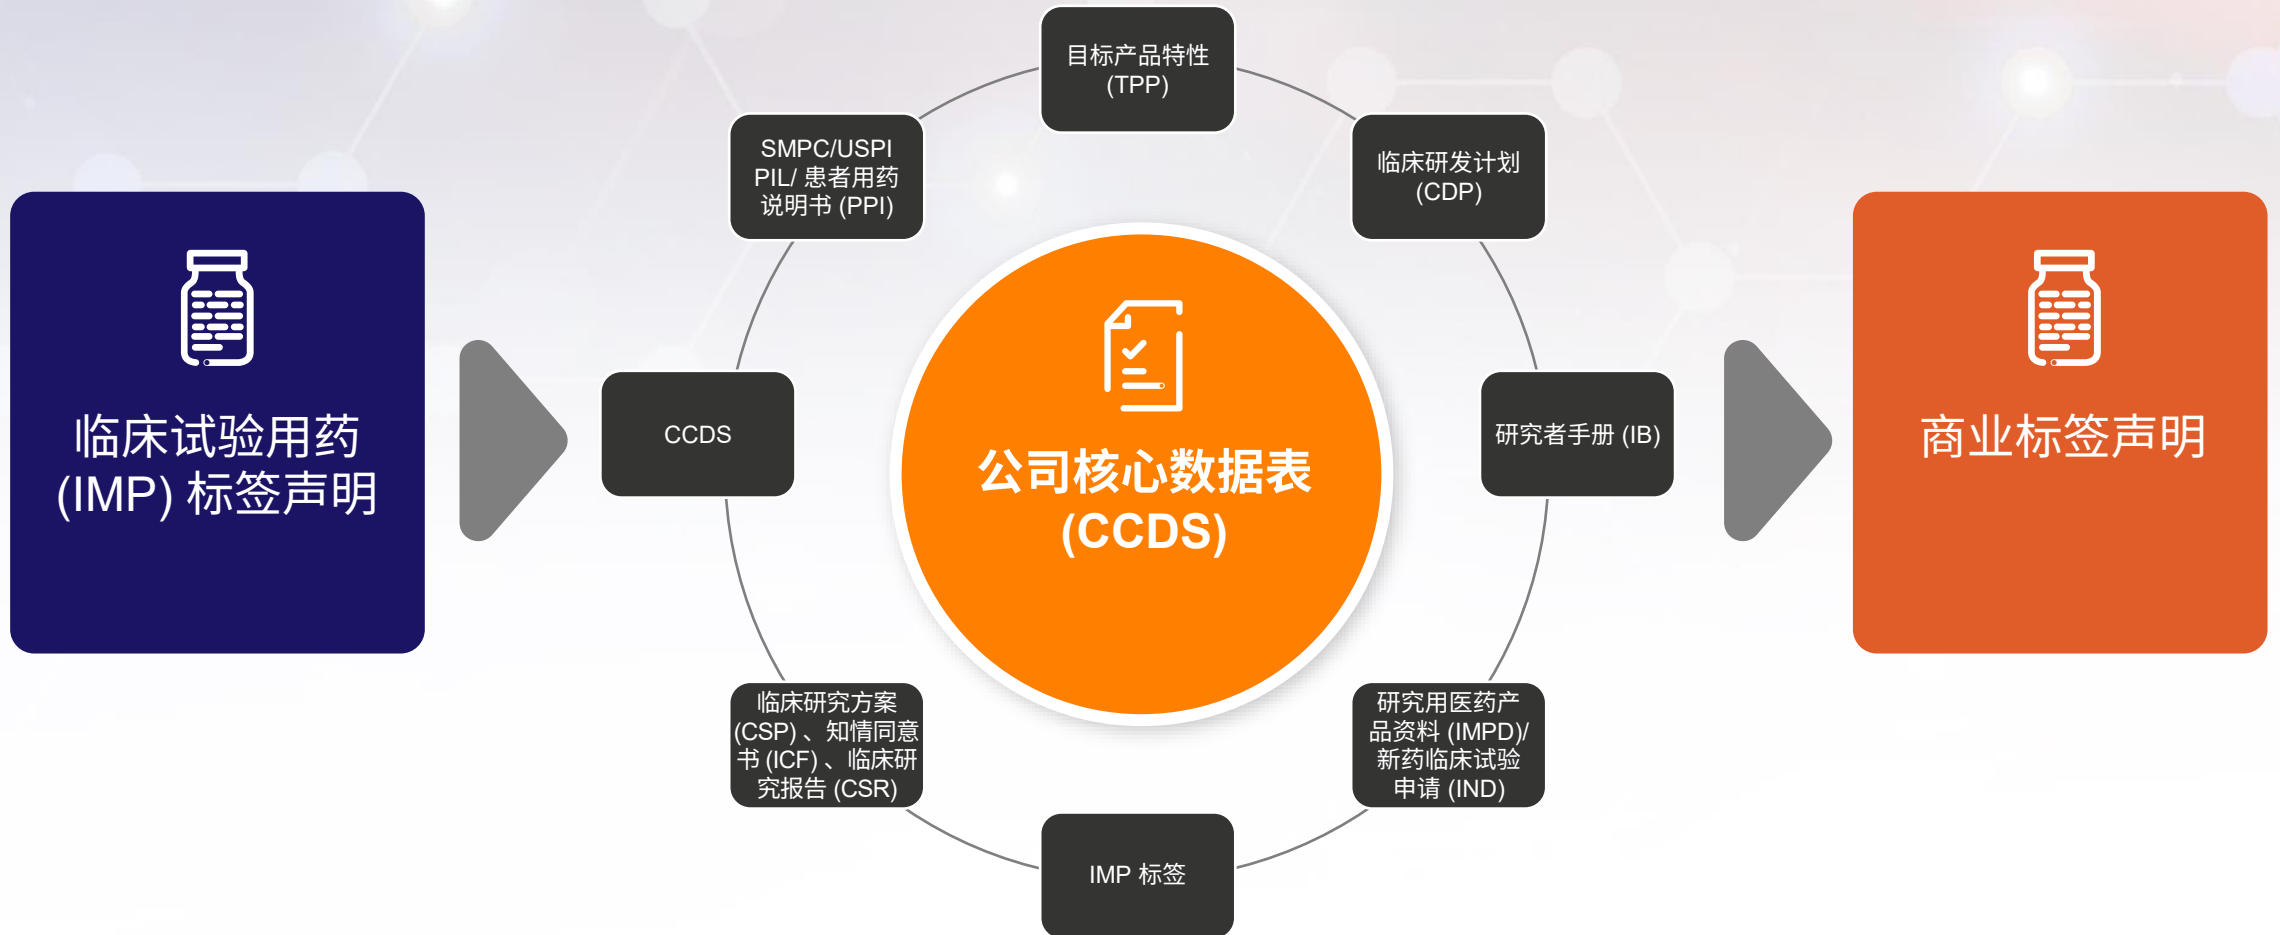 目标产品特性
(TPP)
SMPC/USPI
PIL/ 患者用药
说明书 (PPI)
临床研发计划
(CDP)
临床试验用药
(IMP) 标签声明
CCDS
公司核心数据表
(CCDS)
研究者手册 (IB)
商业标签声明
临床研究方案
(CSP) 、知情同意
书 (ICF) 、临床研
究报告 (CSR)
研究用医药产
品资料 (IMPD)/
新药临床试验
申请 (IND)
IMP 标签